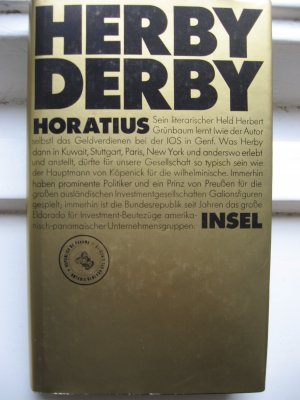 HERBY
DERBY
HORATIUS Sein literarischer Held Herbert
Grünbaum lernt (wie der Autor
selbst) das Geldverdienen bei der IOS in Genf. Was Herby
dann in Kuwait, Stuttgart, Paris, New York und anderswo erlebt
und anstellt, dürfte für unsere Gesellschaft so typisch sein wie
der Hauptmann von Köpenick für die wilhelminische. Immerhin
haben prominente Politiker und ein Prinz von Preußen für die
großen ausländischen Investmentgesellschaften Gallionsfiguren
gespielt; immerhin ist die Bundesrepublik seit Jahren das große
Eldorado für Investment-Beutezüge amerika-
nisch-panamaischer Unternehmensgruppen. INSEL